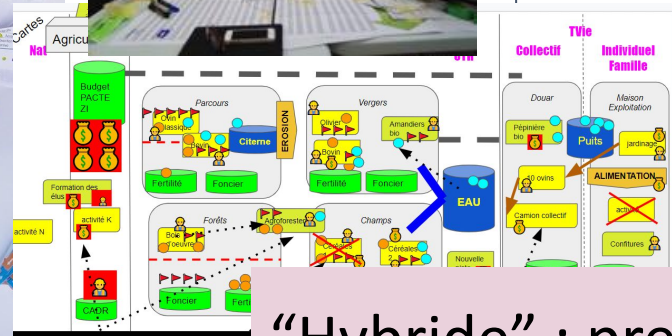 Cartes
Agricu
Nat
TVie
Collectif
Individuel
Famille
Budget
PACTE
ZI
Parcours
Vergers
Douar
Maison
Exploitation
Ovin
classique
Bovin
Citerne
EROSION
Olivier
Bovin
Amandiers
bio
Pépinière
bio
Puits
jardinage
Fertilité
Foncier
Fertilité
Foncier
EAU
10 ovins
ALIMENTATION
Formation des
élus
activité K
activité N
Camion collectif
Forêts
Agroforesterie
Champs
Bois
d'oeuvre
Céréales
Céréales
2
Confitures
Nouvelle
Foncier
CADR
"Hybride" : pro